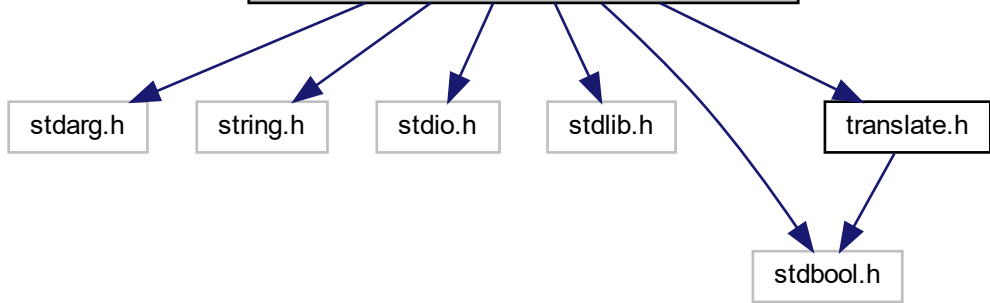 stdarg.h
string.h
stdio.h
stdlib.h
translate.h
stdbool.h